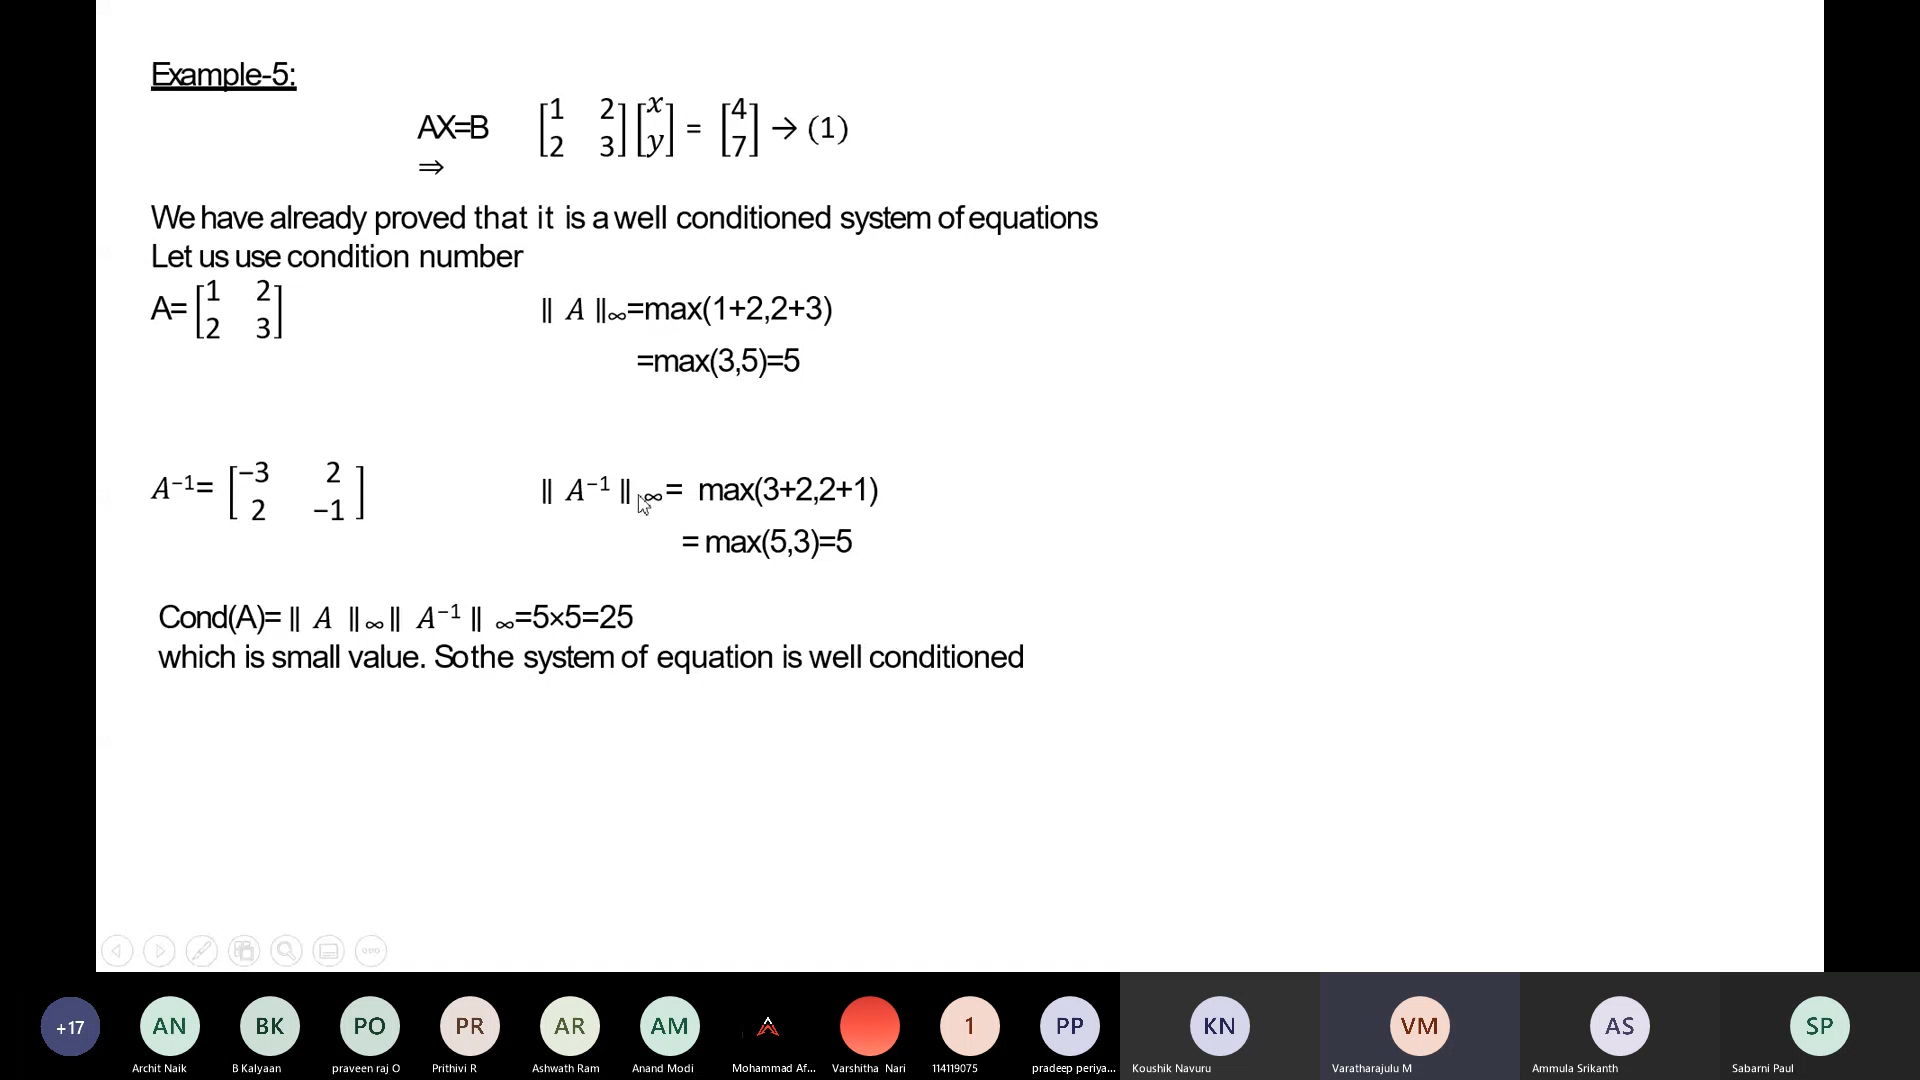 Example-5:
AX=B [1 2 2 3] [x y] = [4 7] → (1)
⇒
We have already proved that it is a well conditioned system of equations
Let us use condition number
A= [1 2 2 3] ‖ A ‖∞=max(1+2,2+3)
=max(3,5)=5
A⁻¹= [−3 2 2 −1] ‖ A⁻¹ ‖ ∞= max(3+2,2+1)
= max(5,3)=5
Cond(A)=‖ A ‖∞‖ A⁻¹ ‖ ∞=5×5=25
which is small value. So the system of equation is well conditioned
+17 AN BK PO PR AR AM 1 PP KN VM AS SP
Archit Naik B Kalyaan praveen raj O Prithivi R Ashwath Ram Anand Modi Mohammad Af... Varshitha Nari 114119075 pradeep periya... Koushik Navuru Varatharajulu M Ammula Srikanth Sabarni Paul